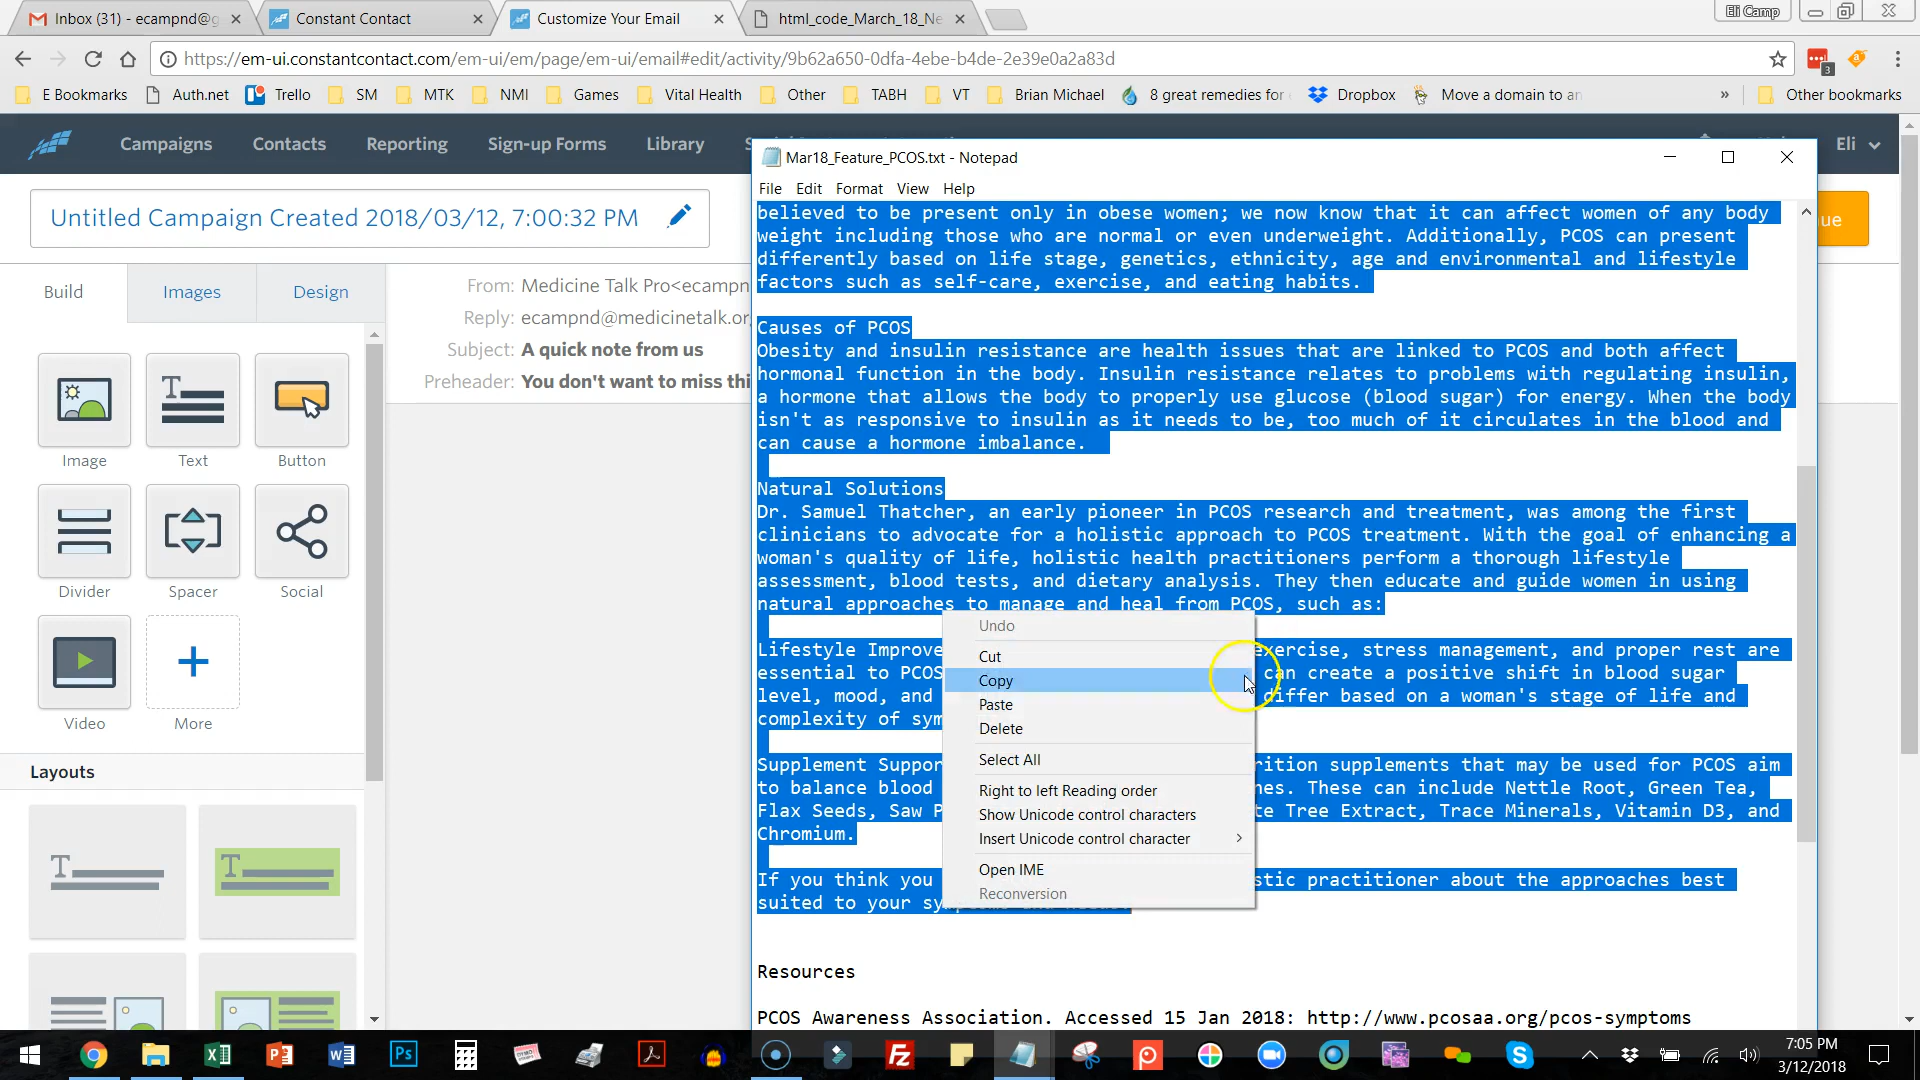 Inbox (31) - ecampnd@g
Constant Contact
Customize Your Email
html_code_March_18_Ne
Eli Camp
https://em-ui.constantcontact.com/em-ui/em/page/em-ui/email#edit/activity/9b62a650-0dfa-4ebe-b4de-2e39e0a2a83d
3
E Bookmarks
Auth.net
Trello
SM
MTK
NMI
Games
Vital Health
Other
TABH
VT
Brian Michael
8 great remedies for
Dropbox
Move a domain to an
»
Other bookmarks
Campaigns
Contacts
Reporting
Sign-up Forms
Library
Eli
Untitled Campaign Created 2018/03/12, 7:00:32 PM
ue
Build
Images
Design
From: Medicine Talk Pro<ecampn
Reply: ecampnd@medicinetalk.or
Subject: A quick note from us
Preheader: You don't want to miss thi
Image
Text
Button
Divider
Spacer
Social
Video
More
Layouts
Mar18_Feature_PCOS.txt - Notepad
File Edit Format View Help
believed to be present only in obese women; we now know that it can affect women of any body
weight including those who are normal or even underweight. Additionally, PCOS can present
differently based on life stage, genetics, ethnicity, age and environmental and lifestyle
factors such as self-care, exercise, and eating habits.
Causes of PCOS
Obesity and insulin resistance are health issues that are linked to PCOS and both affect
hormonal function in the body. Insulin resistance relates to problems with regulating insulin,
a hormone that allows the body to properly use glucose (blood sugar) for energy. When the body
isn't as responsive to insulin as it needs to be, too much of it circulates in the blood and
can cause a hormone imbalance.
Natural Solutions
Dr. Samuel Thatcher, an early pioneer in PCOS research and treatment, was among the first
clinicians to advocate for a holistic approach to PCOS treatment. With the goal of enhancing a
woman's quality of life, holistic health practitioners perform a thorough lifestyle
assessment, blood tests, and dietary analysis. They then educate and guide women in using
natural approaches to manage and heal from PCOS, such as:
Lifestyle Improve exercise, stress management, and proper rest are
essential to PCOS can create a positive shift in blood sugar
level, mood, and differ based on a woman's stage of life and
complexity of sym
Supplement Suppor rition supplements that may be used for PCOS aim
to balance blood nes. These can include Nettle Root, Green Tea,
Flax Seeds, Saw P te Tree Extract, Trace Minerals, Vitamin D3, and
Chromium.
If you think you stic practitioner about the approaches best
suited to your sy
Resources
PCOS Awareness Association. Accessed 15 Jan 2018: http://www.pcosaa.org/pcos-symptoms
Undo
Cut
Copy
Paste
Delete
Select All
Right to left Reading order
Show Unicode control characters
Insert Unicode control character
Open IME
Reconversion
7:05 PM
3/12/2018